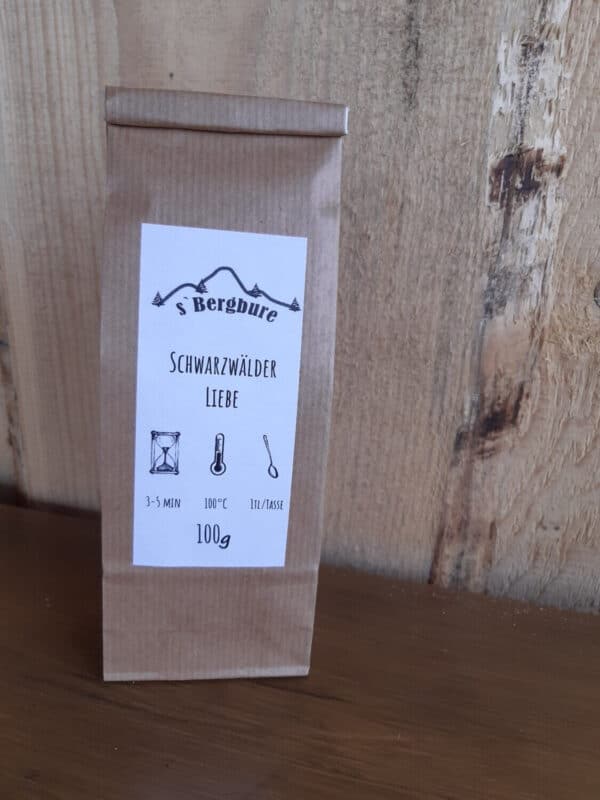 s`Bergbure
SCHWARZWÄLDER
LIEBE
3-5 MIN 100°C 1TL/TASSE
100g